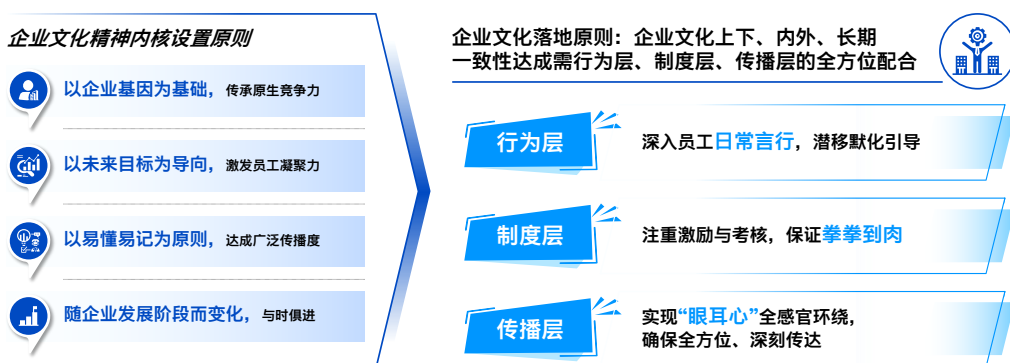 企业文化精神内核设置原则
以企业基因为基础，传承原生竞争力
以未来目标为导向，激发员工凝聚力
以易懂易记为原则，达成广泛传播度
随企业发展阶段而变化，与时俱进
企业文化落地原则：企业文化上下、内外、长期
一致性达成需行为层、制度层、传播层的全方位配合
行为层
深入员工日常言行，潜移默化引导
制度层
注重激励与考核，保证拳拳到肉
传播层
实现“眼耳心”全感官环绕，
确保全方位、深刻传达